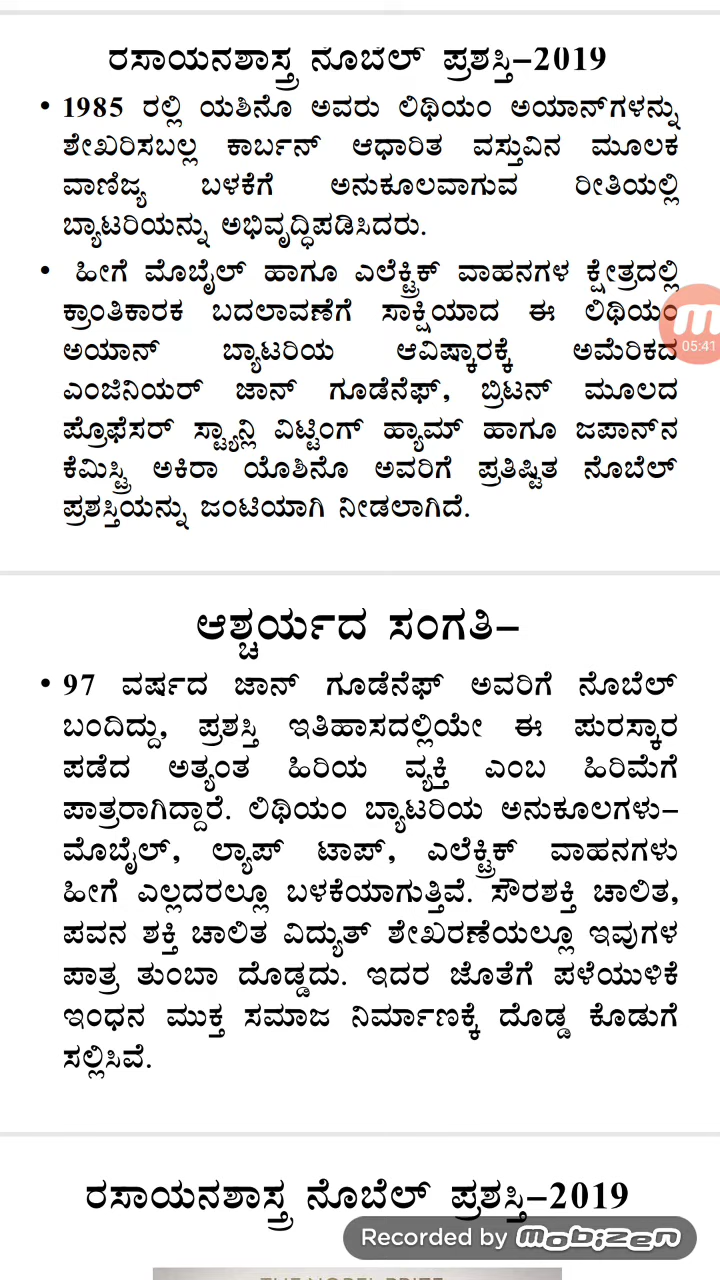 ರಸಾಯನಶಾಸ್ತ್ರ ನೊಬೆಲ್ ಪ್ರಶಸ್ತಿ-2019
• 1985 ರಲ್ಲಿ ಯಶಿನೊ ಅವರು ಲಿಥಿಯಂ ಅಯಾನ್‌ಗಳನ್ನು
ಶೇಖರಿಸಬಲ್ಲ ಕಾರ್ಬನ್ ಆಧಾರಿತ ವಸ್ತುವಿನ ಮೂಲಕ
ವಾಣಿಜ್ಯ ಬಳಕೆಗೆ ಅನುಕೂಲವಾಗುವ ರೀತಿಯಲ್ಲಿ
ಬ್ಯಾಟರಿಯನ್ನು ಅಭಿವೃದ್ಧಿಪಡಿಸಿದರು.
• ಹೀಗೆ ಮೊಬೈಲ್ ಹಾಗೂ ಎಲೆಕ್ಟ್ರಿಕ್ ವಾಹನಗಳ ಕ್ಷೇತ್ರದಲ್ಲಿ
ಕ್ರಾಂತಿಕಾರಕ ಬದಲಾವಣೆಗೆ ಸಾಕ್ಷಿಯಾದ ಈ ಲಿಥಿಯಂ
ಅಯಾನ್ ಬ್ಯಾಟರಿಯ ಆವಿಷ್ಕಾರಕ್ಕೆ ಅಮೆರಿಕದ
05:41
ಎಂಜಿನಿಯರ್ ಜಾನ್ ಗೂಡೆನೆಫ್, ಬ್ರಿಟನ್ ಮೂಲದ
ಪ್ರೊಫೆಸರ್ ಸ್ಟ್ಯಾನ್ಲಿ ವಿಟ್ಟಿಂಗ್ ಹ್ಯಾಮ್ ಹಾಗೂ ಜಪಾನ್‌ನ
ಕೆಮಿಸ್ಟ್ರಿ ಅಕಿರಾ ಯೊಶಿನೊ ಅವರಿಗೆ ಪ್ರತಿಷ್ಟಿತ ನೊಬೆಲ್
ಪ್ರಶಸ್ತಿಯನ್ನು ಜಂಟಿಯಾಗಿ ನೀಡಲಾಗಿದೆ.
ಆಶ್ಚರ್ಯದ ಸಂಗತಿ-
• 97 ವರ್ಷದ ಜಾನ್ ಗೂಡೆನೆಫ್ ಅವರಿಗೆ ನೊಬೆಲ್
ಬಂದಿದ್ದು, ಪ್ರಶಸ್ತಿ ಇತಿಹಾಸದಲ್ಲಿಯೇ ಈ ಪುರಸ್ಕಾರ
ಪಡೆದ ಅತ್ಯಂತ ಹಿರಿಯ ವ್ಯಕ್ತಿ ಎಂಬ ಹಿರಿಮೆಗೆ
ಪಾತ್ರರಾಗಿದ್ದಾರೆ. ಲಿಥಿಯಂ ಬ್ಯಾಟರಿಯ ಅನುಕೂಲಗಳು-
ಮೊಬೈಲ್, ಲ್ಯಾಪ್ ಟಾಪ್, ಎಲೆಕ್ಟ್ರಿಕ್ ವಾಹನಗಳು
ಹೀಗೆ ಎಲ್ಲದರಲ್ಲೂ ಬಳಕೆಯಾಗುತ್ತಿವೆ. ಸೌರಶಕ್ತಿ ಚಾಲಿತ,
ಪವನ ಶಕ್ತಿ ಚಾಲಿತ ವಿದ್ಯುತ್ ಶೇಖರಣೆಯಲ್ಲೂ ಇವುಗಳ
ಪಾತ್ರ ತುಂಬಾ ದೊಡ್ಡದು. ಇದರ ಜೊತೆಗೆ ಪಳೆಯುಳಿಕೆ
ಇಂಧನ ಮುಕ್ತ ಸಮಾಜ ನಿರ್ಮಾಣಕ್ಕೆ ದೊಡ್ಡ ಕೊಡುಗೆ
ಸಲ್ಲಿಸಿವೆ.
ರಸಾಯನಶಾಸ್ತ್ರ ನೊಬೆಲ್ ಪ್ರಶಸ್ತಿ-2019
Recorded by mobizen
THE NOBEL PRIZE